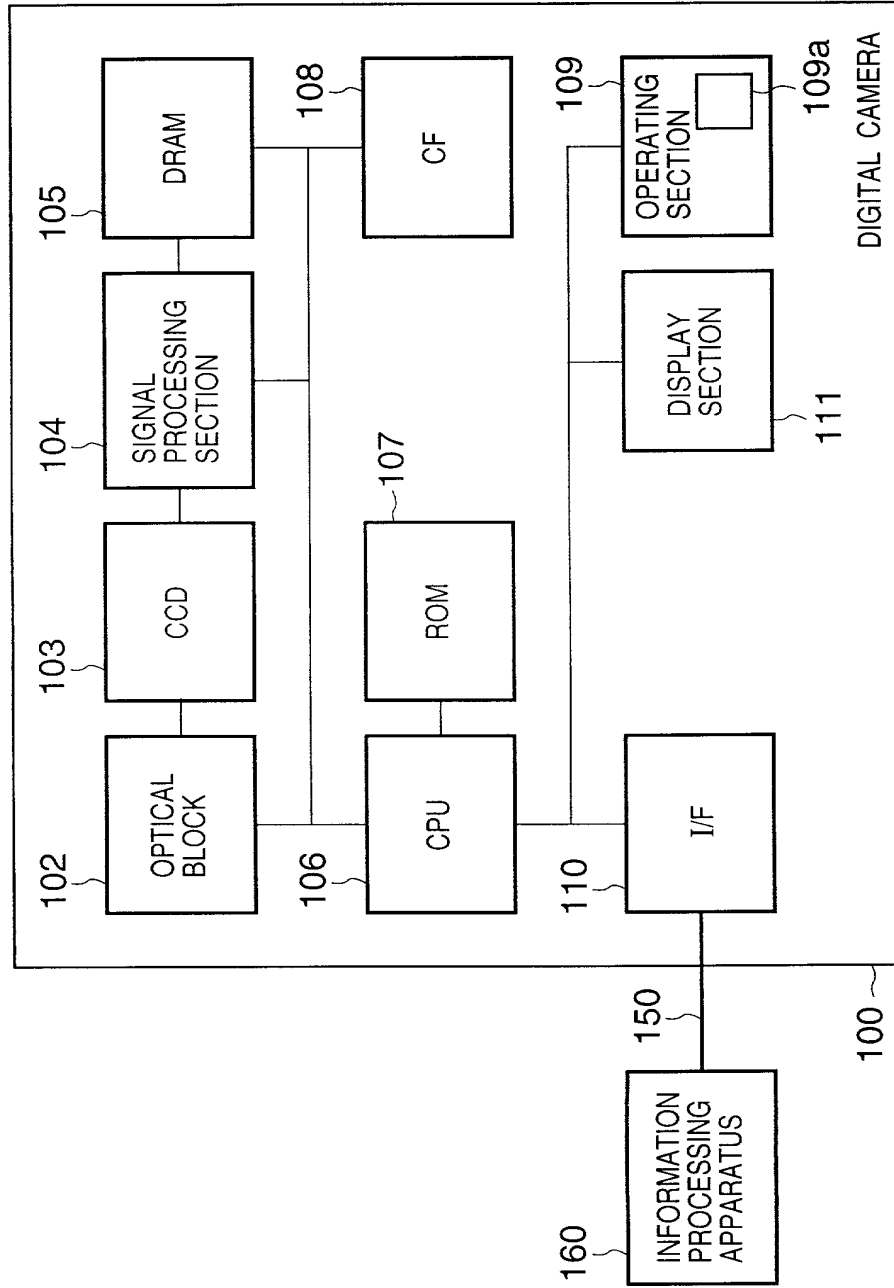 102
OPTICAL
BLOCK
103
CCD
104
SIGNAL
PROCESSING
SECTION
105
DRAM
106
CPU
107
ROM
108
CF
110
I/F
111
DISPLAY
SECTION
109
OPERATING
SECTION
109a
DIGITAL CAMERA
100
150
160
INFORMATION
PROCESSING
APPARATUS